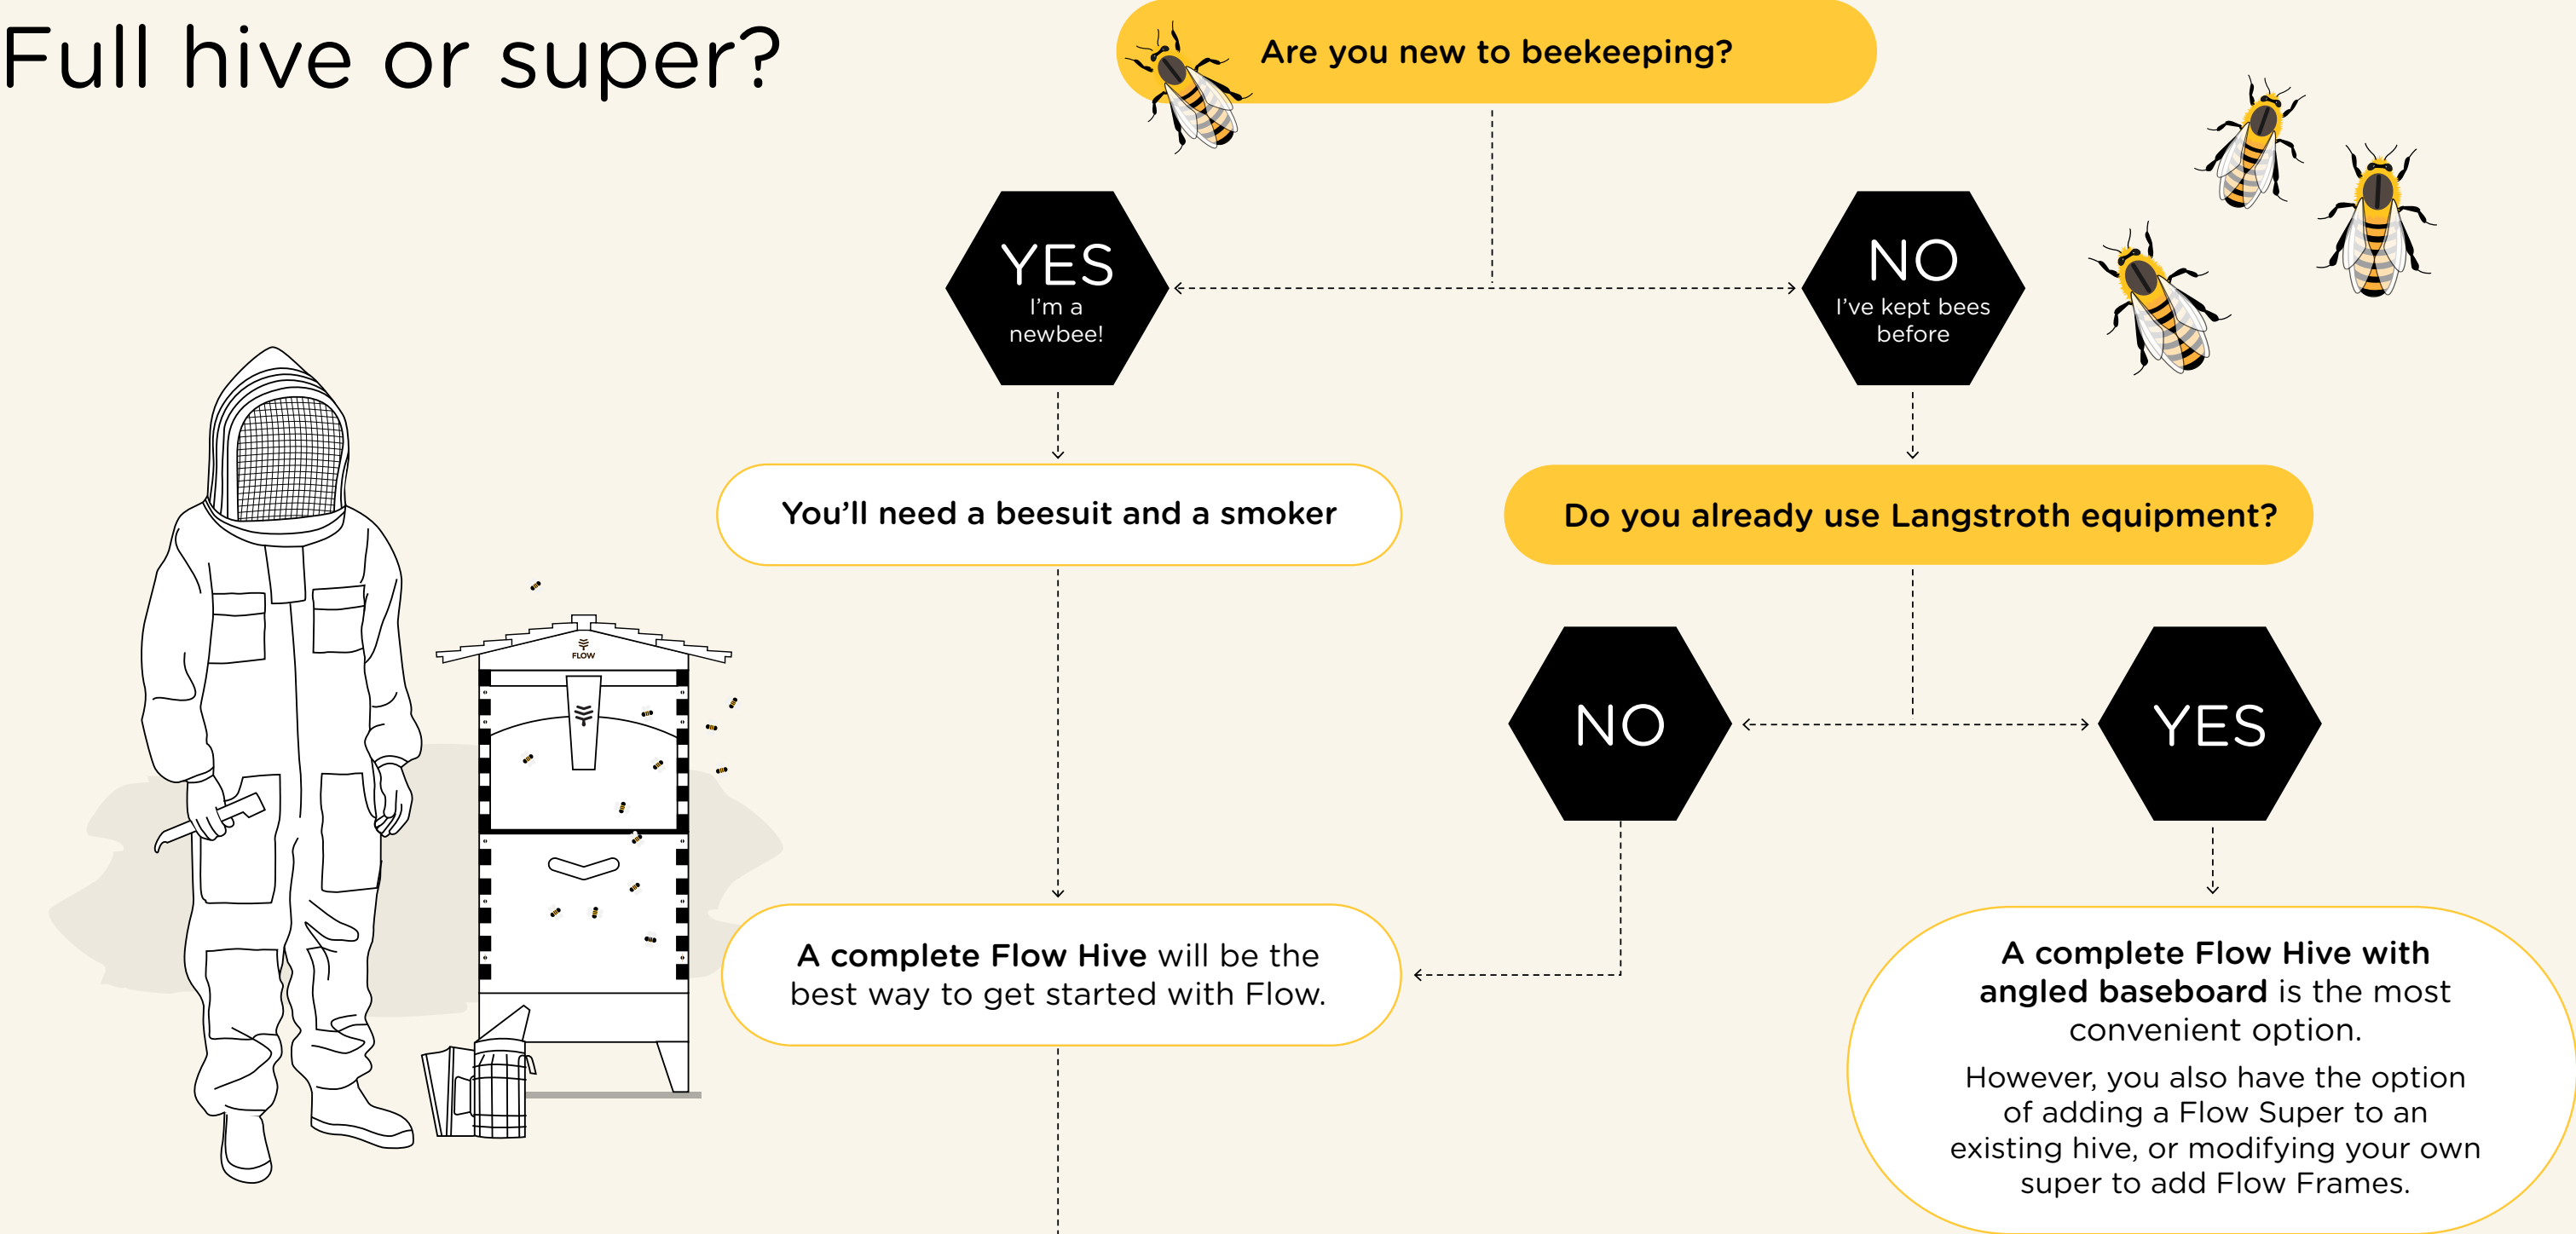 Full hive or super?
Are you new to beekeeping?
YES
I'm a
newbee!
NO
I've kept bees
before
You'll need a beesuit and a smoker
Do you already use Langstroth equipment?
NO
YES
FLOW
A complete Flow Hive will be the
best way to get started with Flow.
A complete Flow Hive with
angled baseboard is the most
convenient option.
However, you also have the option
of adding a Flow Super to an
existing hive, or modifying your own
super to add Flow Frames.